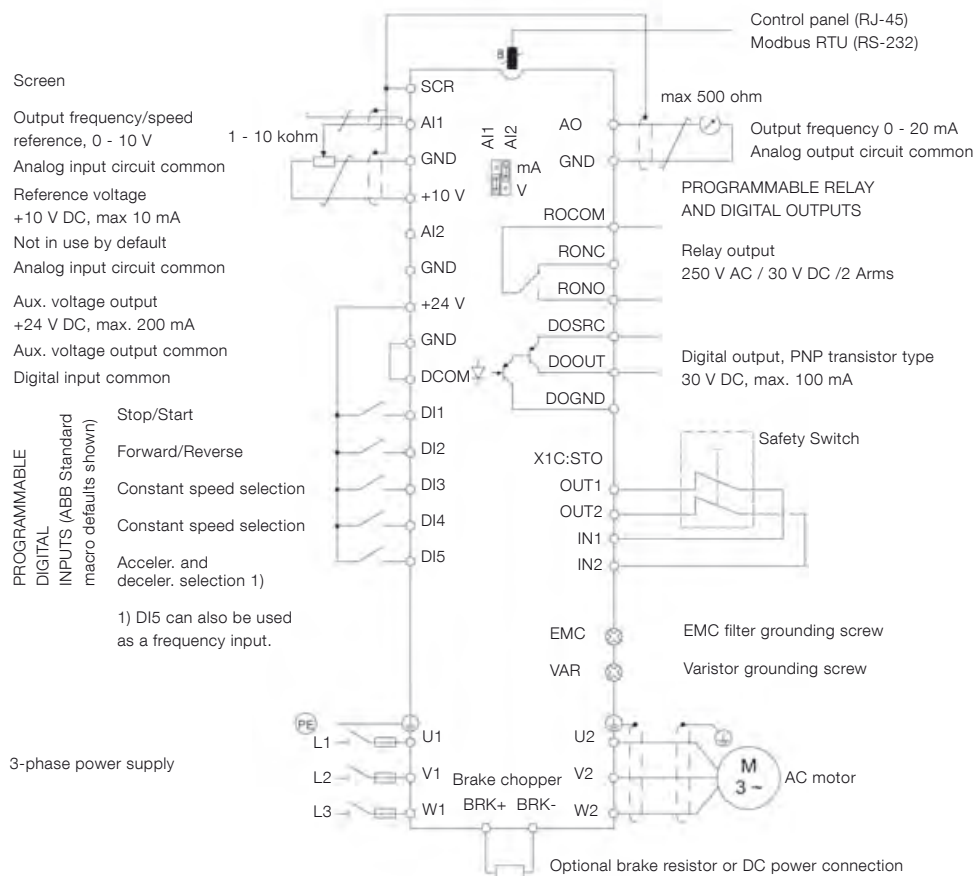 Control panel (RJ-45)
Modbus RTU (RS-232)
Screen
SCR
max 500 ohm
Output frequency/speed
reference, 0 - 10 V
1 - 10 kohm
AI1
AI1
AI2
AO
Output frequency 0 - 20 mA
Analog input circuit common
GND
mA
V
GND
Analog output circuit common
Reference voltage
+10 V DC, max 10 mA
+10 V
PROGRAMMABLE RELAY
AND DIGITAL OUTPUTS
ROCOM
Not in use by default
AI2
RONC
Relay output
250 V AC / 30 V DC /2 Arms
Analog input circuit common
GND
RONO
Aux. voltage output
+24 V DC, max. 200 mA
+24 V
DOSRC
Aux. voltage output common
GND
DOOUT
Digital output, PNP transistor type
30 V DC, max. 100 mA
Digital input common
DCOM
DOGND
PROGRAMMABLE
DIGITAL
INPUTS (ABB Standard
macro defaults shown)
Stop/Start
DI1
Forward/Reverse
DI2
Constant speed selection
DI3
Constant speed selection
DI4
Acceler. and
deceler. selection 1)
DI5
1) DI5 can also be used
as a frequency input.
Safety Switch
X1C:STO
OUT1
OUT2
IN1
IN2
EMC
EMC filter grounding screw
VAR
Varistor grounding screw
PE
3-phase power supply
L1
U1
U2
L2
V1
V2
L3
W1
W2
Brake chopper
BRK+ BRK-
M
3 ~
AC motor
Optional brake resistor or DC power connection